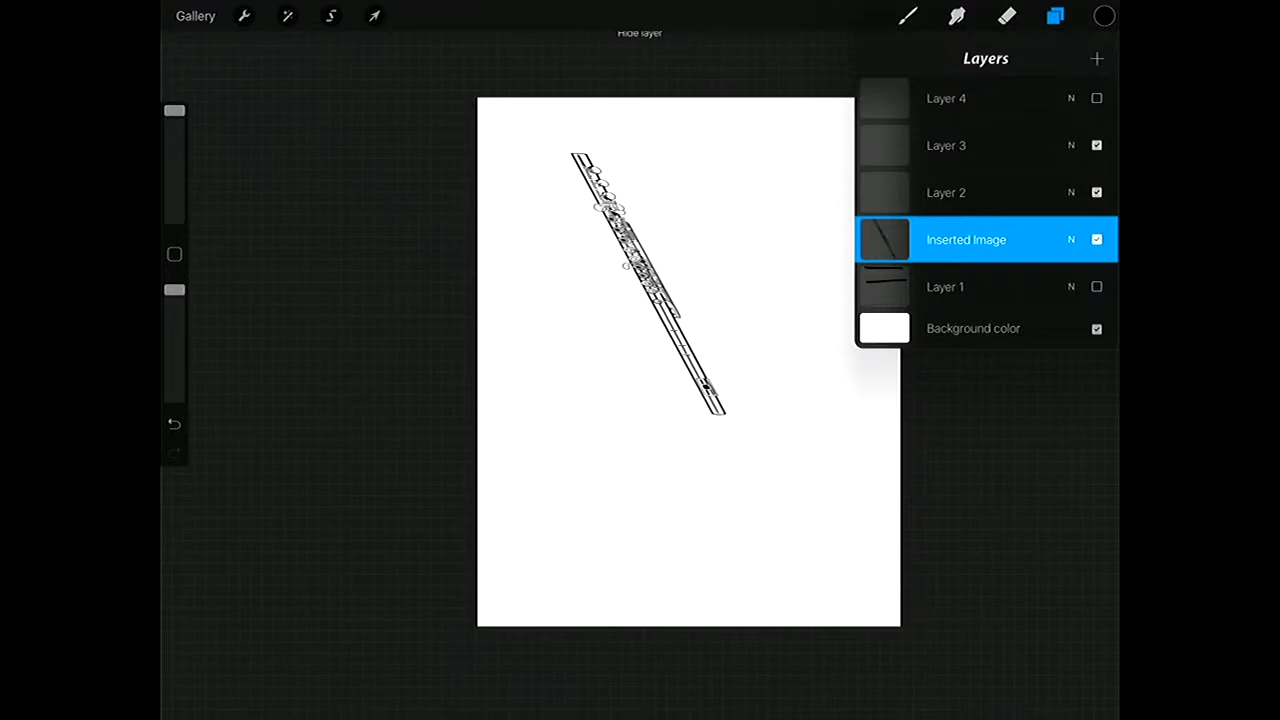 Gallery
Hide layer
Layers
Layer 4 N
Layer 3 N
Layer 2 N
Inserted Image N
Layer 1 N
Background color